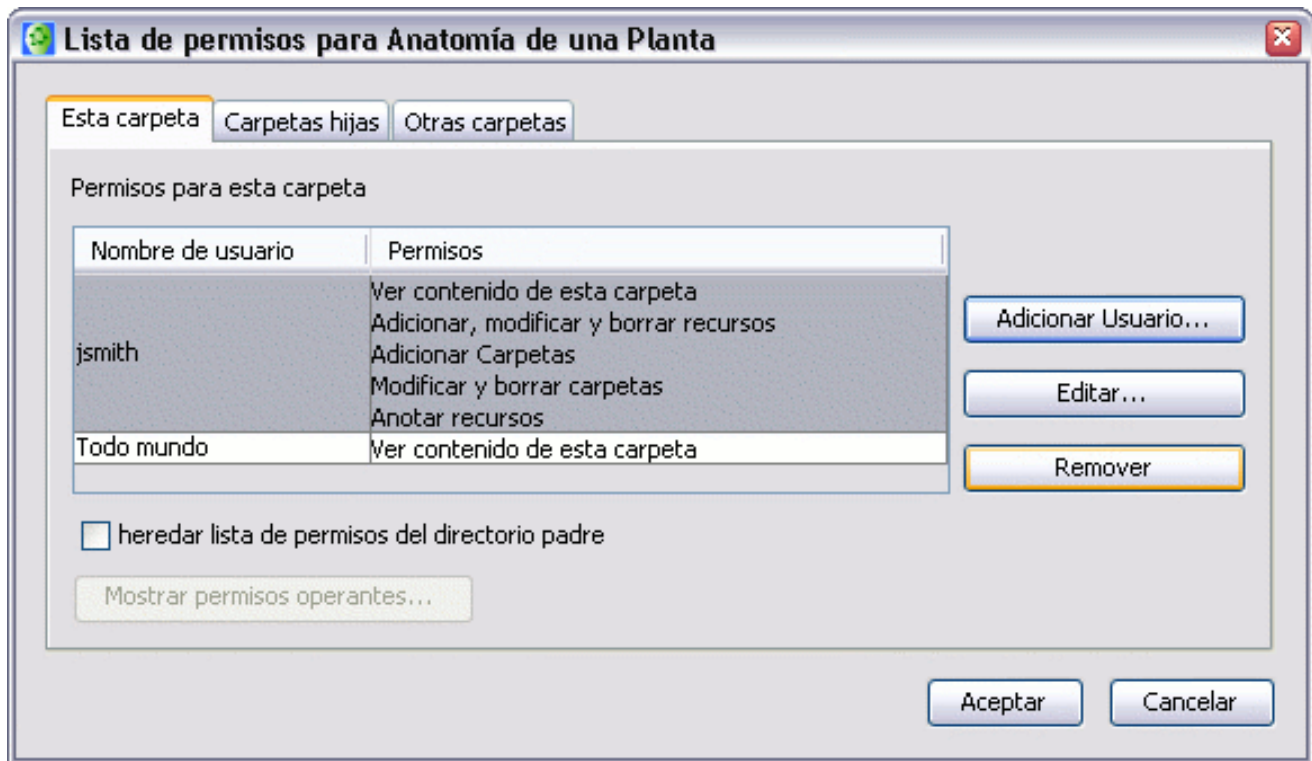 Lista de permisos para Anatomía de una Planta
Esta carpeta Carpetas hijas Otras carpetas
Permisos para esta carpeta
Nombre de usuario Permisos
Ver contenido de esta carpeta
Adicionar, modificar y borrar recursos
jsmith Adicionar Carpetas
Modificar y borrar carpetas
Anotar recursos
Todo mundo Ver contenido de esta carpeta
Adicionar Usuario...
Editar...
Remover
heredar lista de permisos del directorio padre
Mostrar permisos operantes...
Aceptar Cancelar